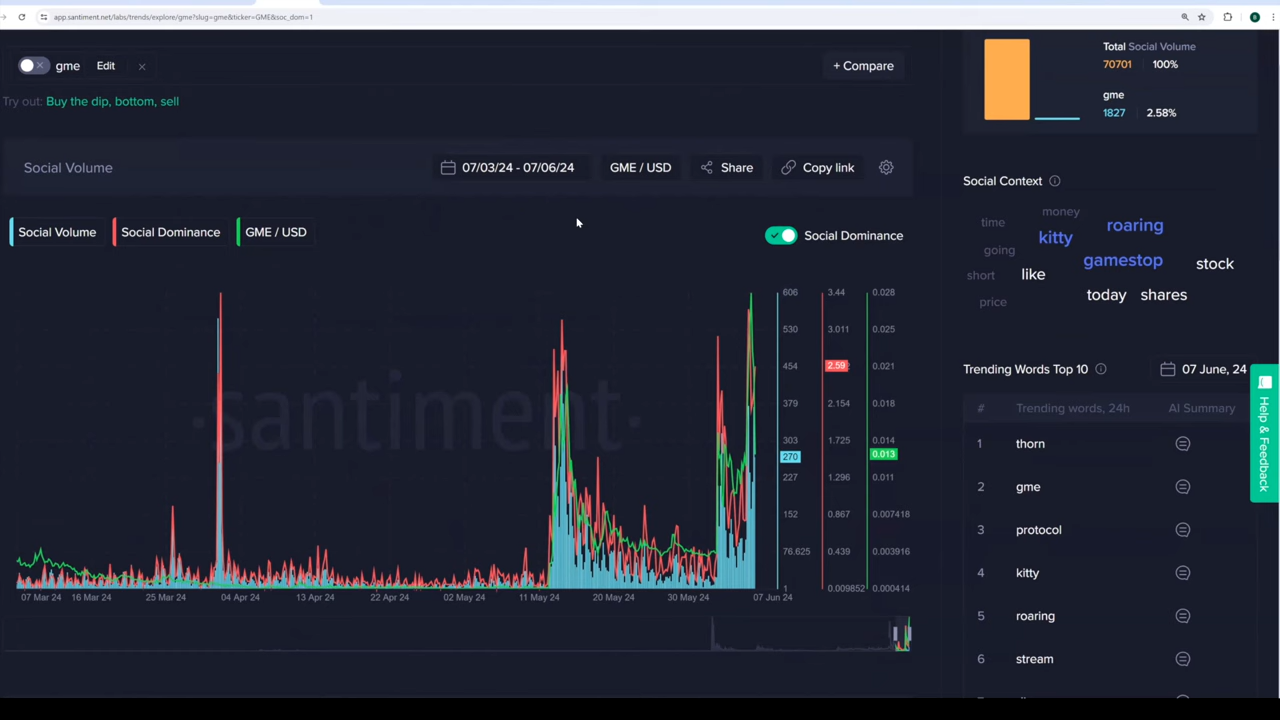 app.santiment.net/labs/trends/explore/gme?slug=gme&ticker=GME&soc_dom=1
B
gme Edit
+ Compare
Try out: Buy the dip, bottom, sell
Social Volume
07/03/24 - 07/06/24
GME / USD
Share
Copy link
Social Volume
Social Dominance
GME / USD
Social Dominance
606 3.44 0.028
530 3.011 0.025
454 2.59 0.021
379 2.154 0.018
303 1.725 0.014
270 0.013
227 1.296 0.011
152 0.867 0.007418
76.625 0.439 0.003916
1 0.009852 0.000414
·santiment·
07 Mar 24 16 Mar 24 25 Mar 24 04 Apr 24 13 Apr 24 22 Apr 24 02 May 24 11 May 24 20 May 24 30 May 24 07 Jun 24
Total Social Volume
70701 100%
gme
1827 2.58%
Social Context
time money roaring
going kitty gamestop stock
short like
price today shares
Trending Words Top 10
07 June, 24
# Trending words, 24h AI Summary
1 thorn
2 gme
3 protocol
4 kitty
5 roaring
6 stream
Help & Feedback